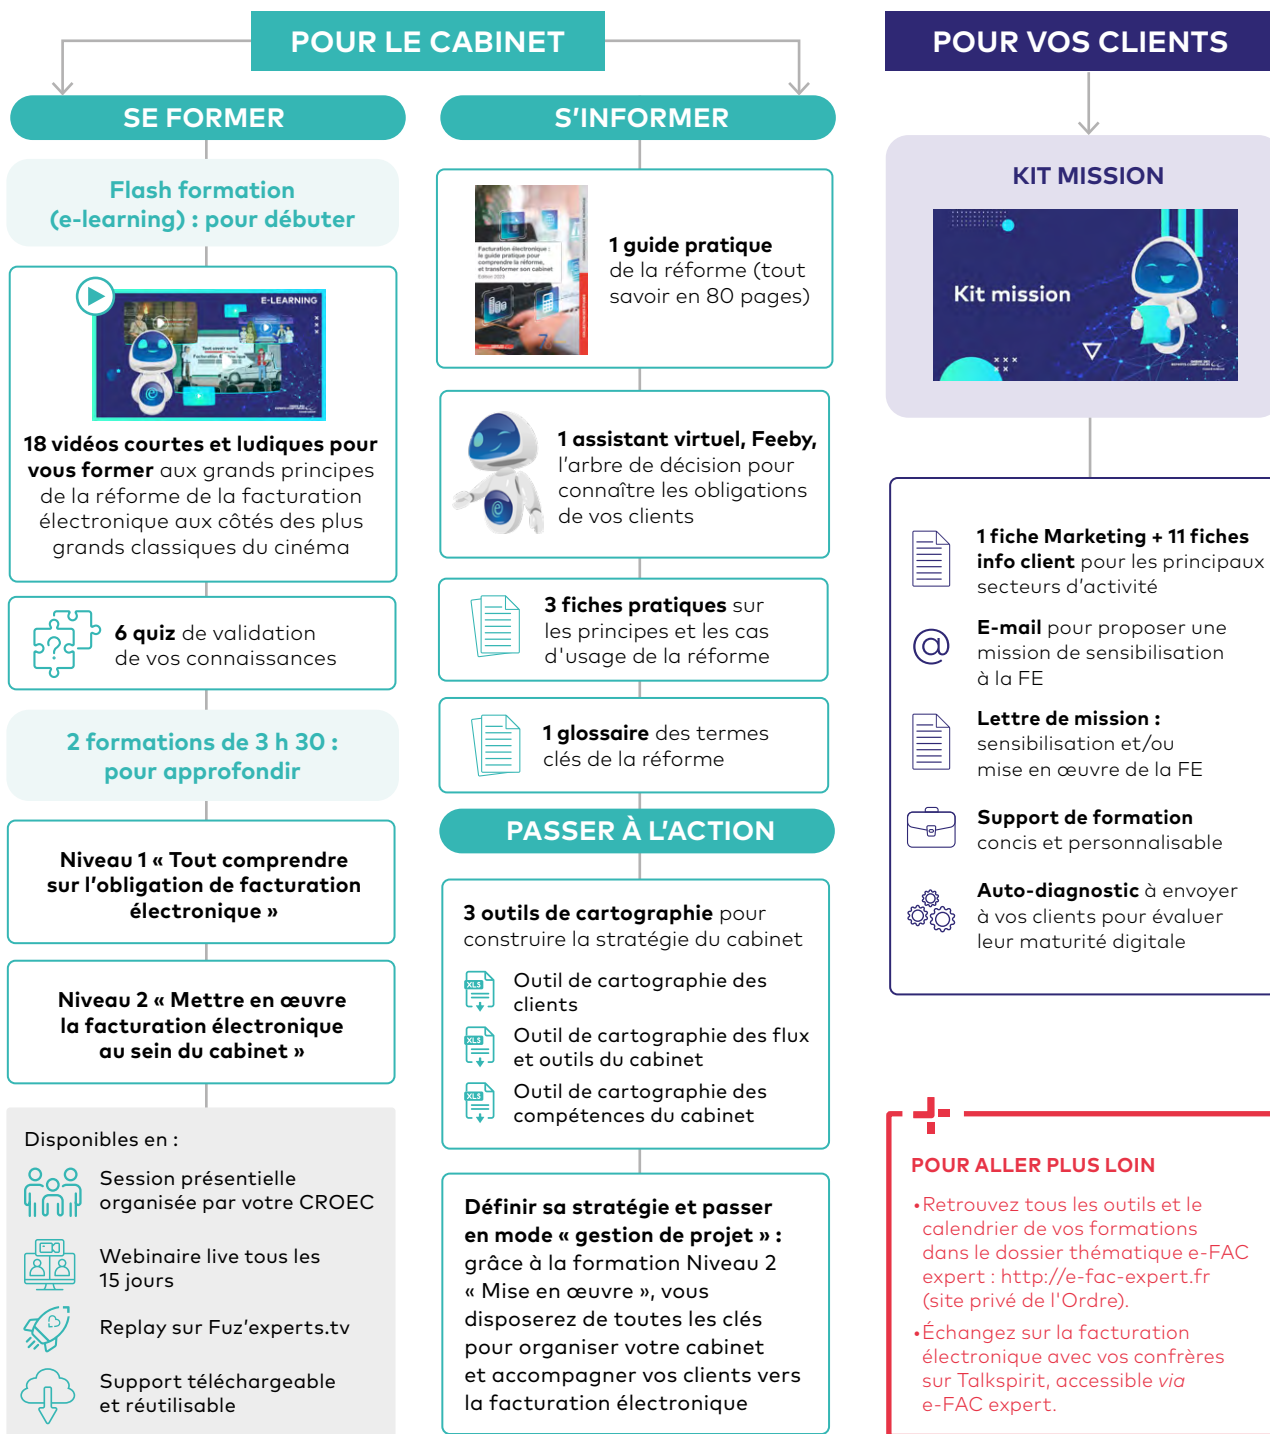 POUR LE CABINET
SE FORMER
Flash formation
(e-learning) : pour débuter
E-LEARNING
18 vidéos courtes et ludiques pour
vous former aux grands principes
de la réforme de la facturation
électronique aux côtés des plus
grands classiques du cinéma
6 quiz de validation
de vos connaissances
2 formations de 3 h 30 :
pour approfondir
Niveau 1 « Tout comprendre
sur l'obligation de facturation
électronique »
Niveau 2 « Mettre en œuvre
la facturation électronique
au sein du cabinet »
Disponibles en :
Session présentielle
organisée par votre CROEC
Webinaire live tous les
15 jours
Replay sur Fuz'experts.tv
Support téléchargeable
et réutilisable
S'INFORMER
Facturation électronique :
le guide pratique pour
comprendre la réforme,
et transformer son cabinet
1 guide pratique
de la réforme (tout
savoir en 80 pages)
1 assistant virtuel, Feeby,
l'arbre de décision pour
connaître les obligations
de vos clients
3 fiches pratiques sur
les principes et les cas
d'usage de la réforme
1 glossaire des termes
clés de la réforme
PASSER À L'ACTION
3 outils de cartographie pour
construire la stratégie du cabinet
XLS
Outil de cartographie des
clients
XLS
Outil de cartographie des flux
et outils du cabinet
XLS
Outil de cartographie des
compétences du cabinet
Définir sa stratégie et passer
en mode « gestion de projet » :
grâce à la formation Niveau 2
« Mise en œuvre », vous
disposerez de toutes les clés
pour organiser votre cabinet
et accompagner vos clients vers
la facturation électronique
POUR VOS CLIENTS
KIT MISSION
Kit mission
1 fiche Marketing + 11 fiches
info client pour les principaux
secteurs d'activité
@
E-mail pour proposer une
mission de sensibilisation
à la FE
Lettre de mission :
sensibilisation et/ou
mise en œuvre de la FE
Support de formation
concis et personnalisable
Auto-diagnostic à envoyer
à vos clients pour évaluer
leur maturité digitale
POUR ALLER PLUS LOIN
• Retrouvez tous les outils et le
calendrier de vos formations
dans le dossier thématique e-FAC
expert : http://e-fac-expert.fr
(site privé de l'Ordre).
• Échangez sur la facturation
électronique avec vos confrères
sur Talkspirit, accessible via
e-FAC expert.